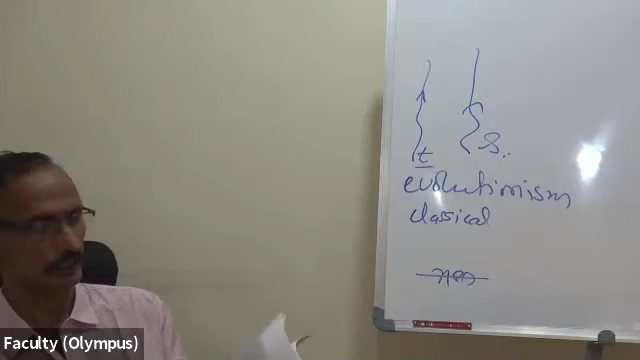 t S.
evolutionism
classical
Faculty (Olympus)